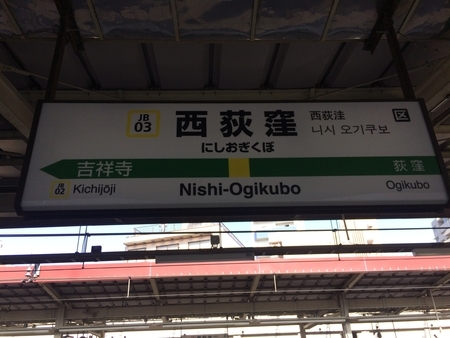 JB
03
西荻窪
にしおぎくぼ
西荻洼
니시 오기쿠보
区
吉祥寺
荻窪
JB
02
Kichijōji
Nishi-Ogikubo
Ogikubo